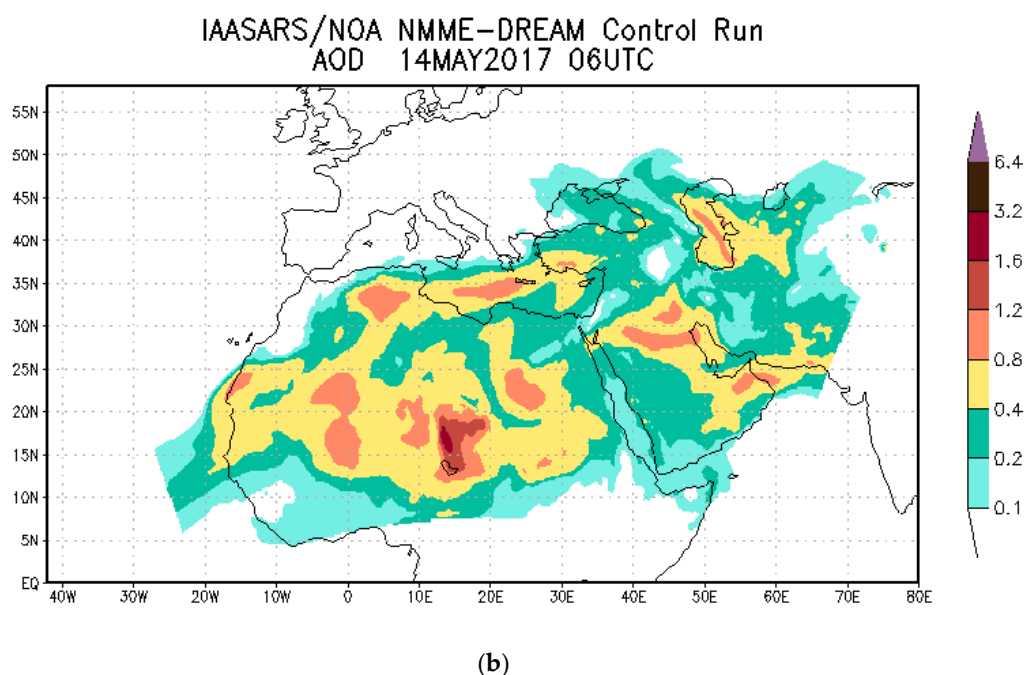 IAASARS/NOA NMME-DREAM Control Run
AOD 14MAY2017 06UTC
55N
50N
45N
40N
35N
30N
25N
20N
15N
10N
5N
EQ
40W 30W 20W 10W 0 10E 20E 30E 40E 50E 60E 70E 80E
6.4
3.2
1.6
1.2
0.8
0.4
0.2
0.1
(b)